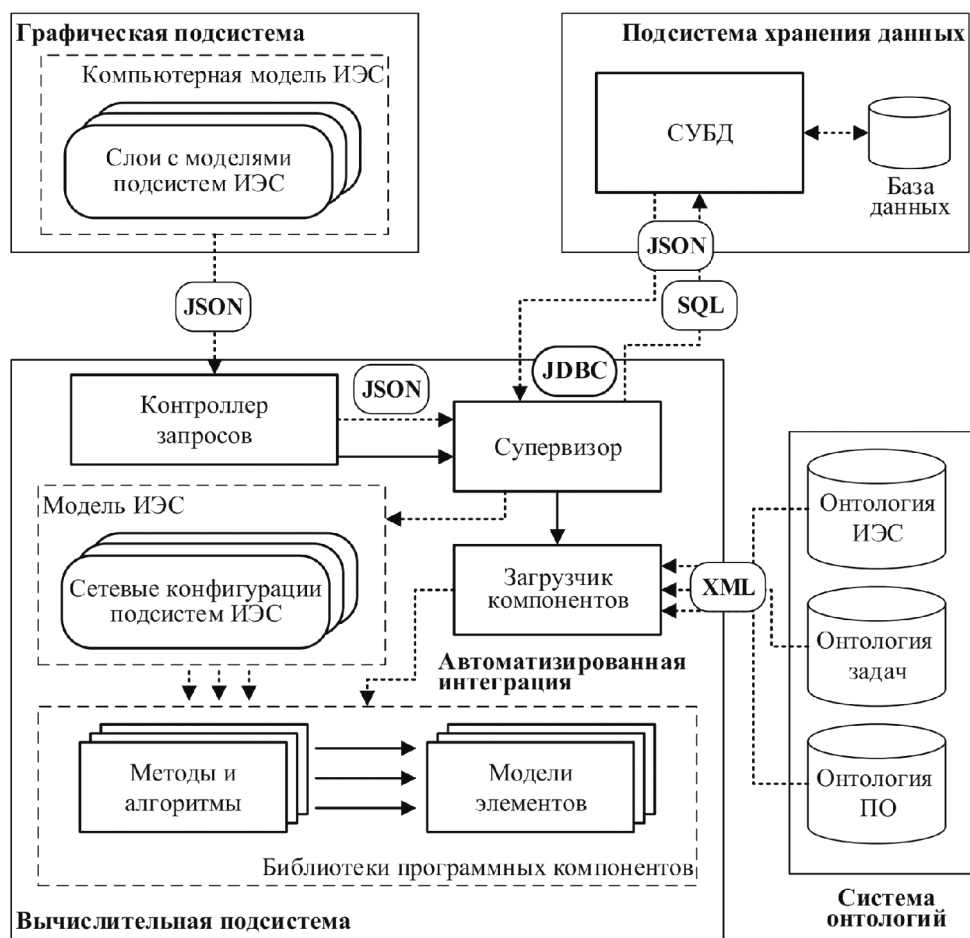 Графическая подсистема
Компьютерная модель ИЭС
Слои с моделями
подсистем ИЭС
Подсистема хранения данных
СУБД
База
данных
JSON
JSON
SQL
JDBC
JSON
Контроллер
запросов
Супервизор
Модель ИЭС
Сетевые конфигурации
подсистем ИЭС
Загрузчик
компонентов
XML
Онтология
ИЭС
Онтология
задач
Онтология
ПО
Автоматизированная
интеграция
Методы и
алгоритмы
Модели
элементов
Библиотеки программных компонентов
Вычислительная подсистема
Система
онтологий